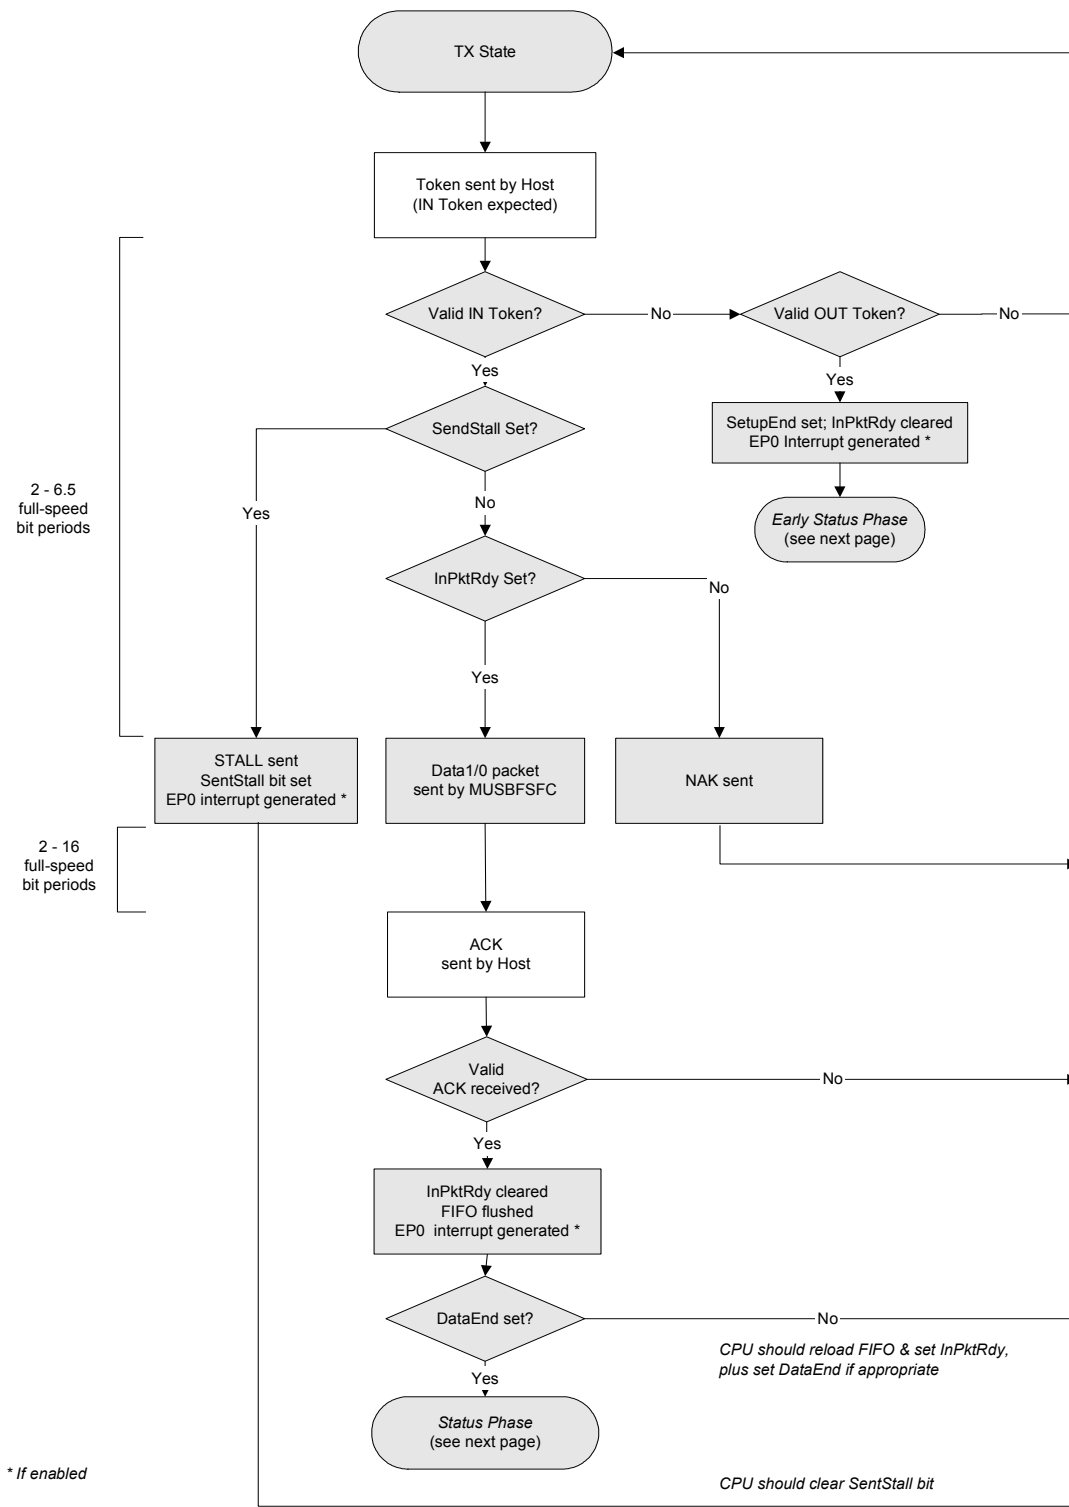 TX State
Token sent by Host
(IN Token expected)
Valid IN Token?
No
Valid OUT Token?
No
Yes
Yes
SendStall Set?
SetupEnd set; InPktRdy cleared
EP0 Interrupt generated *
2 - 6.5
full-speed
bit periods
Yes
No
Early Status Phase
(see next page)
InPktRdy Set?
No
Yes
STALL sent
SentStall bit set
EP0 interrupt generated *
Data1/0 packet
sent by MUSBFSFC
NAK sent
2 - 16
full-speed
bit periods
ACK
sent by Host
Valid
ACK received?
No
Yes
InPktRdy cleared
FIFO flushed
EP0 interrupt generated *
DataEnd set?
No
CPU should reload FIFO & set InPktRdy,
plus set DataEnd if appropriate
Yes
Status Phase
(see next page)
* If enabled
CPU should clear SentStall bit